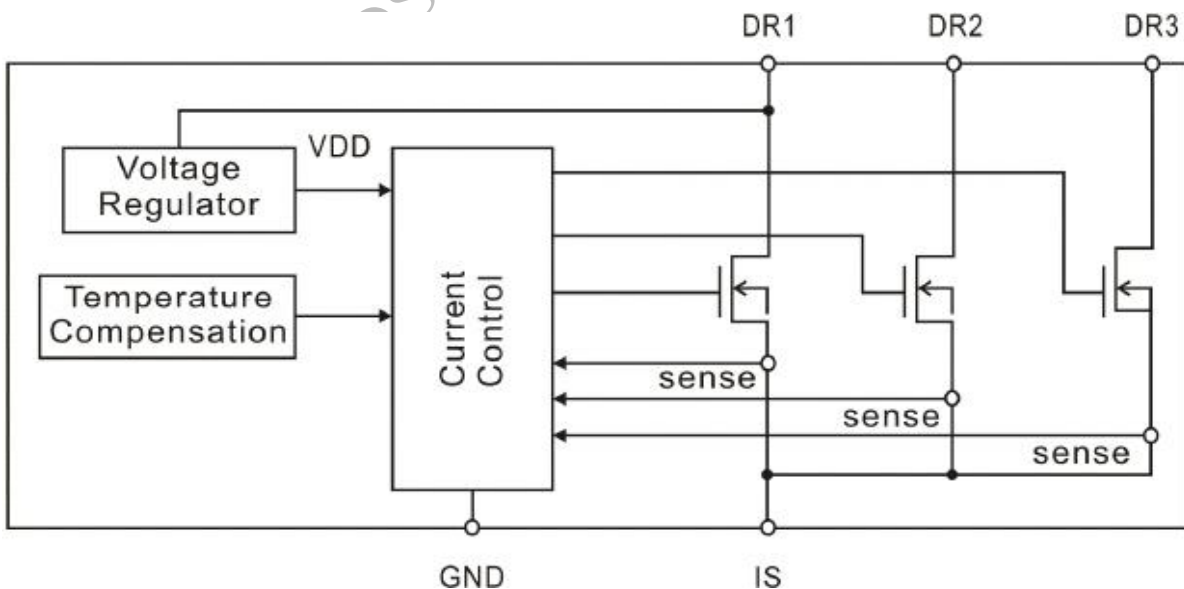 DR1 DR2 DR3
VDD
Voltage
Regulator
Temperature
Compensation
Current
Control
sense
sense
sense
GND IS